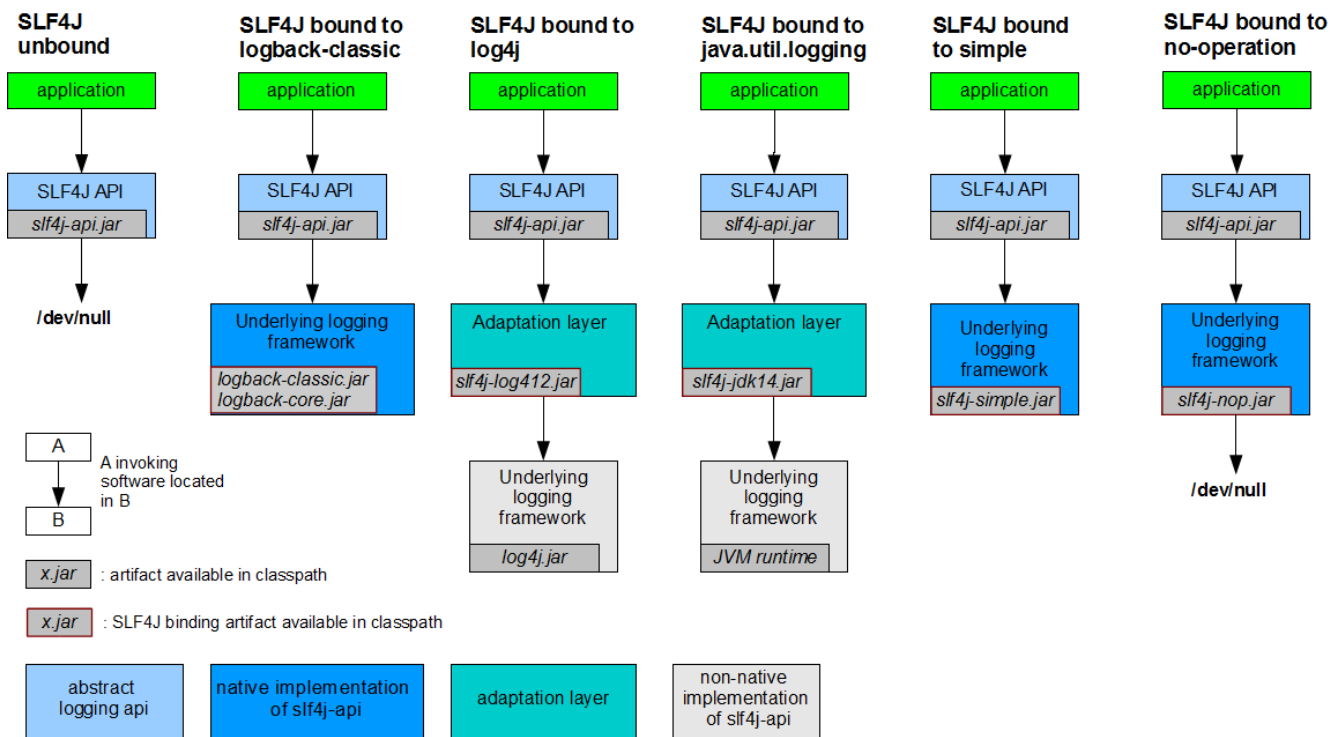 SLF4J
unbound
application
SLF4J API
slf4j-api.jar
/dev/null
SLF4J bound to
logback-classic
application
SLF4J API
slf4j-api.jar
Underlying logging
framework
logback-classic.jar
logback-core.jar
SLF4J bound to
log4j
application
SLF4J API
slf4j-api.jar
Adaptation layer
slf4j-log412.jar
Underlying
logging
framework
log4j.jar
SLF4J bound to
java.util.logging
application
SLF4J API
slf4j-api.jar
Adaptation layer
slf4j-jdk14.jar
Underlying
logging
framework
JVM runtime
SLF4J bound
to simple
application
SLF4J API
slf4j-api.jar
Underlying
logging
framework
slf4j-simple.jar
SLF4J bound to
no-operation
application
SLF4J API
slf4j-api.jar
Underlying
logging
framework
slf4j-nop.jar
/dev/null
A
B
A invoking
software located
in B
x.jar : artifact available in classpath
x.jar : SLF4J binding artifact available in classpath
abstract
logging api
native implementation
of slf4j-api
adaptation layer
non-native
implementation
of slf4j-api